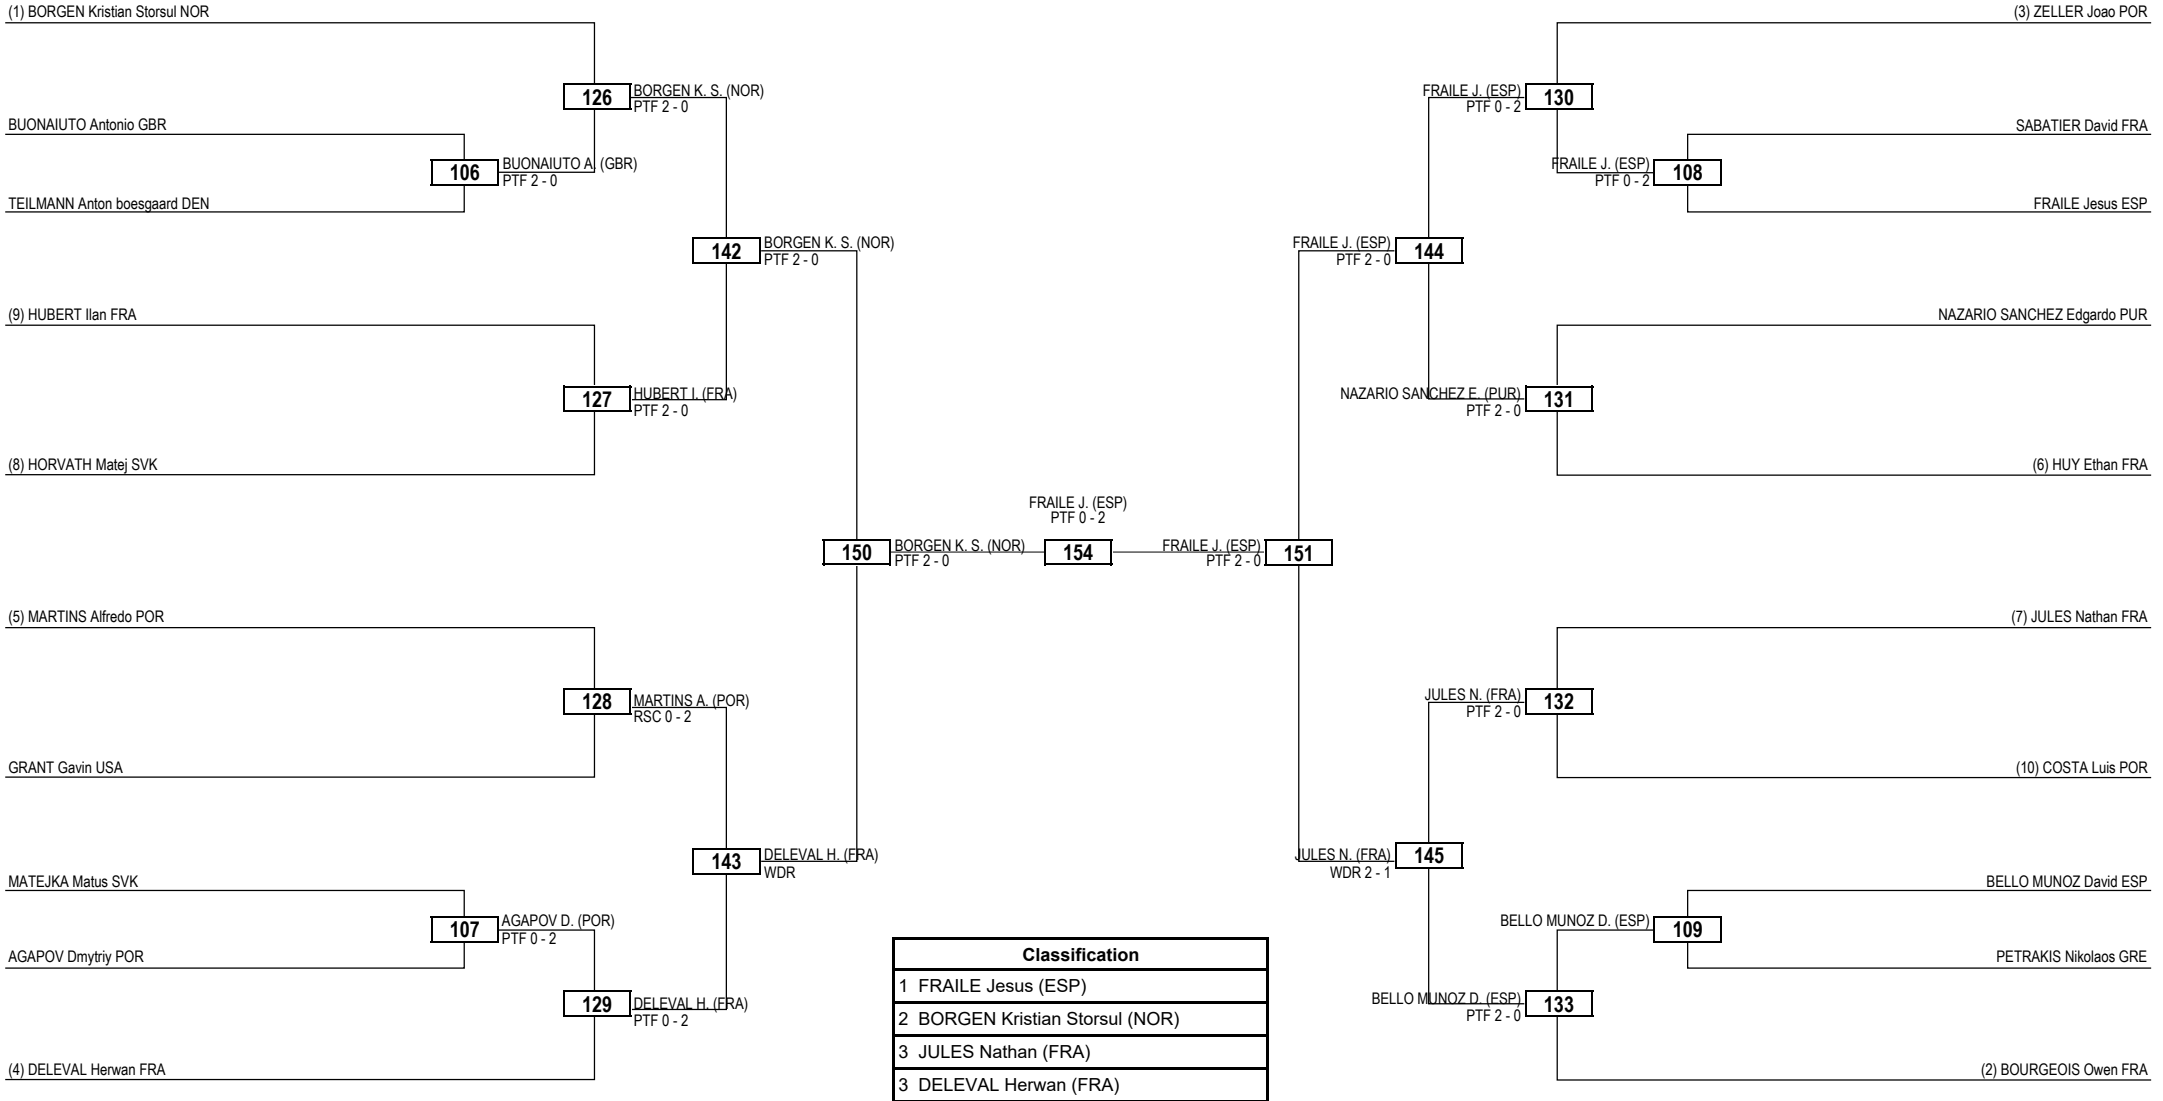 (1) BORGEN Kristian Storsul NOR
126
BORGEN K. S. (NOR)
PTF 2 - 0
BUONAIUTO Antonio GBR
106
BUONAIUTO A. (GBR)
PTF 2 - 0
TEILMANN Anton boesgaard DEN
142
BORGEN K. S. (NOR)
PTF 2 - 0
(9) HUBERT Ilan FRA
127
HUBERT I. (FRA)
PTF 2 - 0
(8) HORVATH Matej SVK
150
BORGEN K. S. (NOR)
PTF 2 - 0
(5) MARTINS Alfredo POR
128
MARTINS A. (POR)
RSC 0 - 2
GRANT Gavin USA
143
DELEVAL H. (FRA)
WDR
MATEJKA Matus SVK
107
AGAPOV D. (POR)
PTF 0 - 2
AGAPOV Dmytriy POR
129
DELEVAL H. (FRA)
PTF 0 - 2
(4) DELEVAL Herwan FRA
FRAILE J. (ESP)
PTF 0 - 2
154
(3) ZELLER Joao POR
FRAILE J. (ESP)
PTF 0 - 2
130
SABATIER David FRA
FRAILE J. (ESP)
PTF 0 - 2
108
FRAILE Jesus ESP
FRAILE J. (ESP)
PTF 2 - 0
144
NAZARIO SANCHEZ Edgardo PUR
NAZARIO SANCHEZ E. (PUR)
PTF 2 - 0
131
(6) HUY Ethan FRA
FRAILE J. (ESP)
PTF 2 - 0
151
(7) JULES Nathan FRA
JULES N. (FRA)
PTF 2 - 0
132
(10) COSTA Luis POR
JULES N. (FRA)
WDR 2 - 1
145
BELLO MUNOZ David ESP
BELLO MUNOZ D. (ESP)
109
PETRAKIS Nikolaos GRE
BELLO MUNOZ D. (ESP)
PTF 2 - 0
133
(2) BOURGEOIS Owen FRA
Classification
1 FRAILE Jesus (ESP)
2 BORGEN Kristian Storsul (NOR)
3 JULES Nathan (FRA)
3 DELEVAL Herwan (FRA)